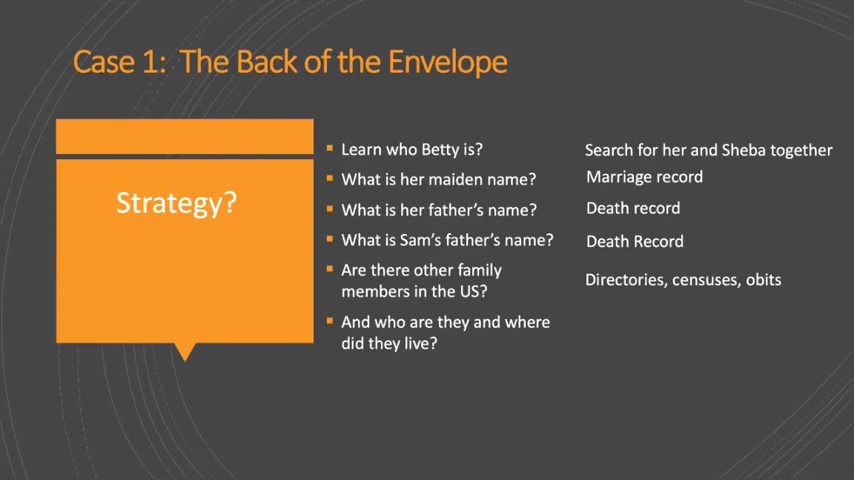 Case 1: The Back of the Envelope
Strategy?
Learn who Betty is?
Search for her and Sheba together
What is her maiden name?
Marriage record
What is her father's name?
Death record
What is Sam's father's name?
Death Record
Are there other family
members in the US?
Directories, censuses, obits
And who are they and where
did they live?